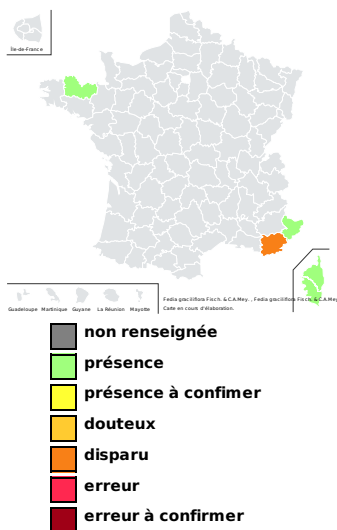 Île-de-France
Guadeloupe Martinique Guyane La Réunion Mayotte
Fedia graciliflora Fisch. & C.A.Mey. , Fedia graciliflora Fisch. & C.A.Mey
Carte en cours d'élaboration.
non renseignée
présence
présence à confimer
douteux
disparu
erreur
erreur à confirmer